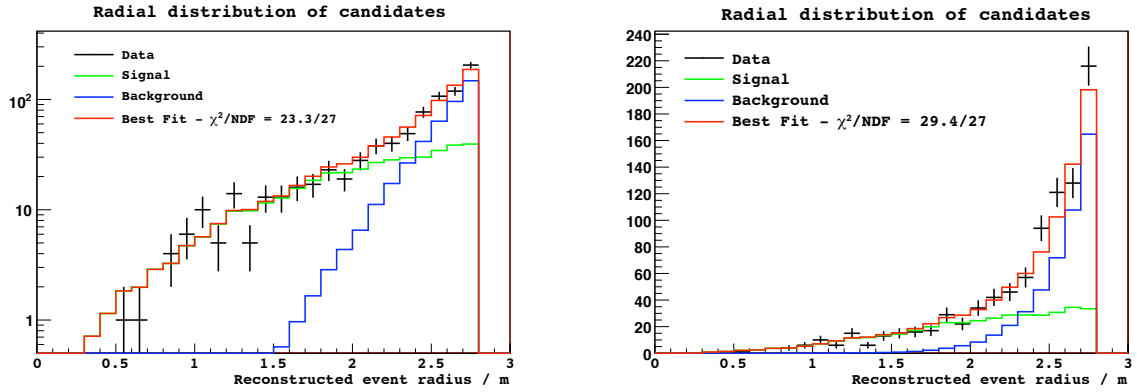 Radial distribution of candidates
Data
Signal
Background
Best Fit - χ²/NDF = 23.3/27
10²
10
1
0
0.5
1
1.5
2
2.5
3
Reconstructed event radius / m
Radial distribution of candidates
240
220
200
180
160
140
120
100
80
60
40
20
0
Data
Signal
Background
Best Fit - χ²/NDF = 29.4/27
0
0.5
1
1.5
2
2.5
3
Reconstructed event radius / m